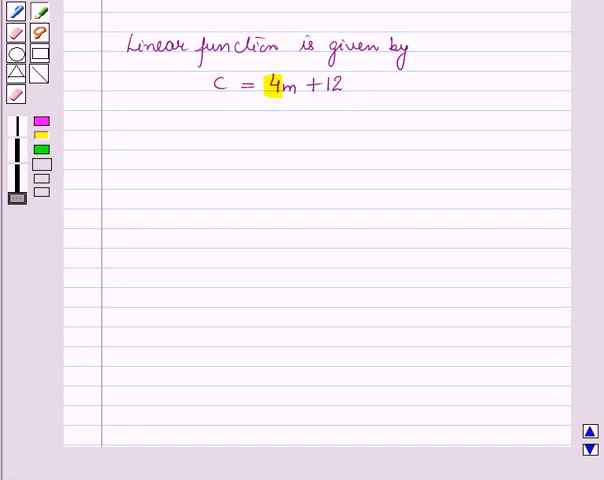 Linear function is given by
C = 4m + 12